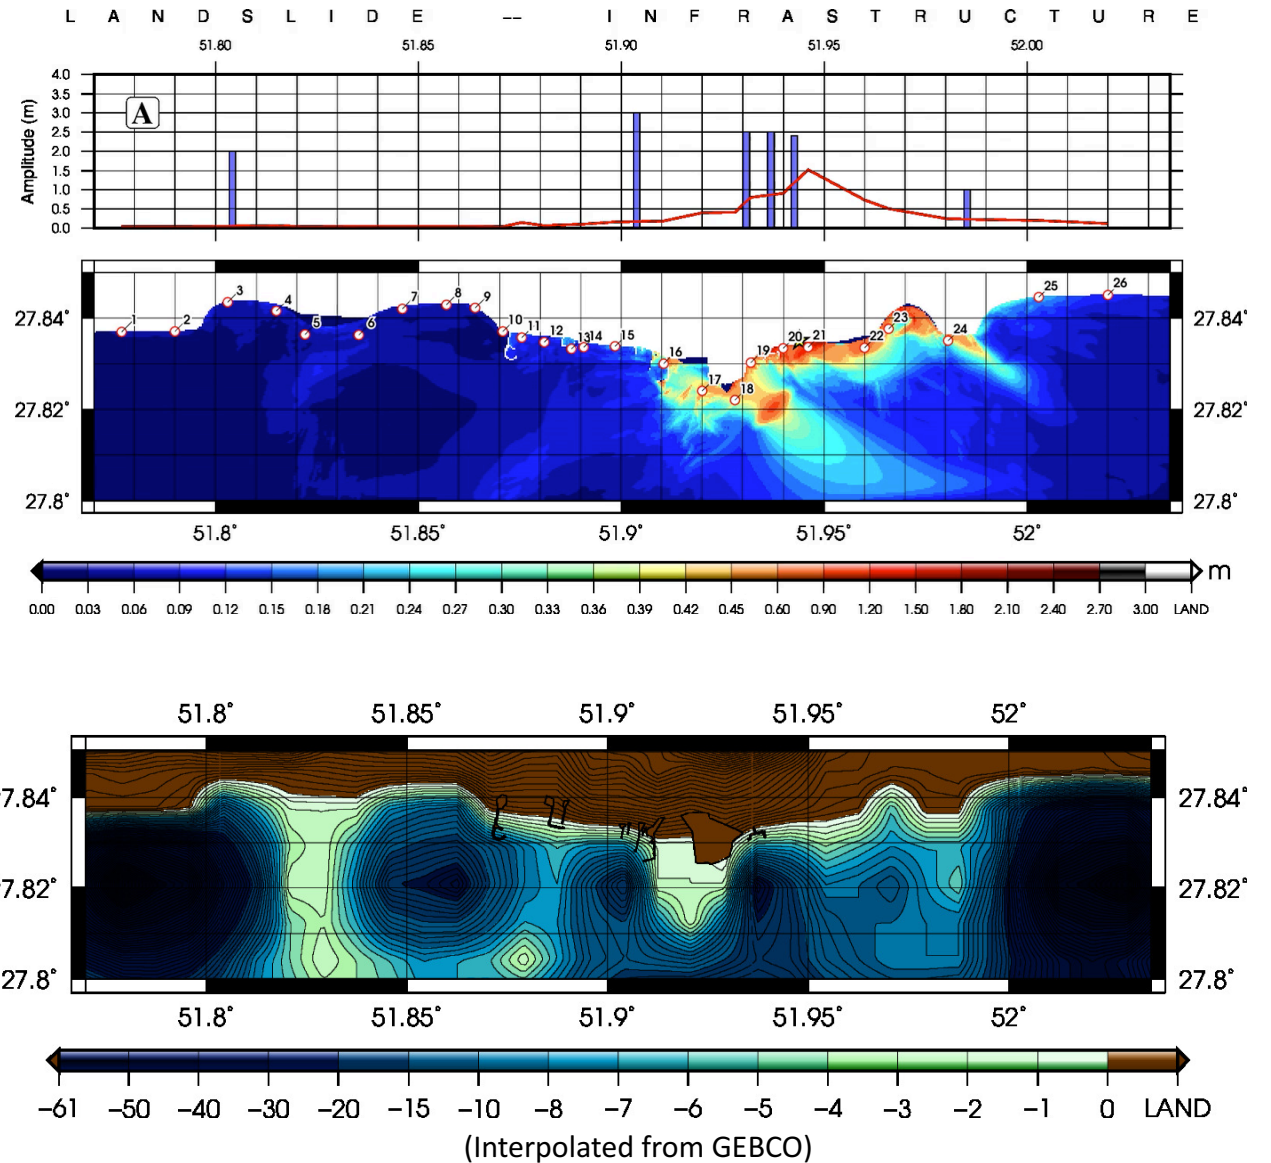 L A N D S L I D E -- I N F R A S T R U C T U R E
51.80 51.85 51.90 51.95 52.00
4.0
3.5
3.0
2.5
2.0
1.5
1.0
0.5
0.0
Amplitude (m)
A
1 2 3 4 5 6 7 8 9 10 11 12 13 14 15 16 17 18 19 20 21 22 23 24 25 26
27.84° 27.84°
27.82° 27.82°
27.8° 27.8°
51.8° 51.85° 51.9° 51.95° 52°
m
0.00 0.03 0.06 0.09 0.12 0.15 0.18 0.21 0.24 0.27 0.30 0.33 0.36 0.39 0.42 0.45 0.60 0.90 1.20 1.50 1.80 2.10 2.40 2.70 3.00 LAND
51.8° 51.85° 51.9° 51.95° 52°
7.84° 27.84°
7.82° 27.82°
27.8° 27.8°
51.8° 51.85° 51.9° 51.95° 52°
−61 −50 −40 −30 −20 −15 −10 −8 −7 −6 −5 −4 −3 −2 −1 0 LAND
(Interpolated from GEBCO)